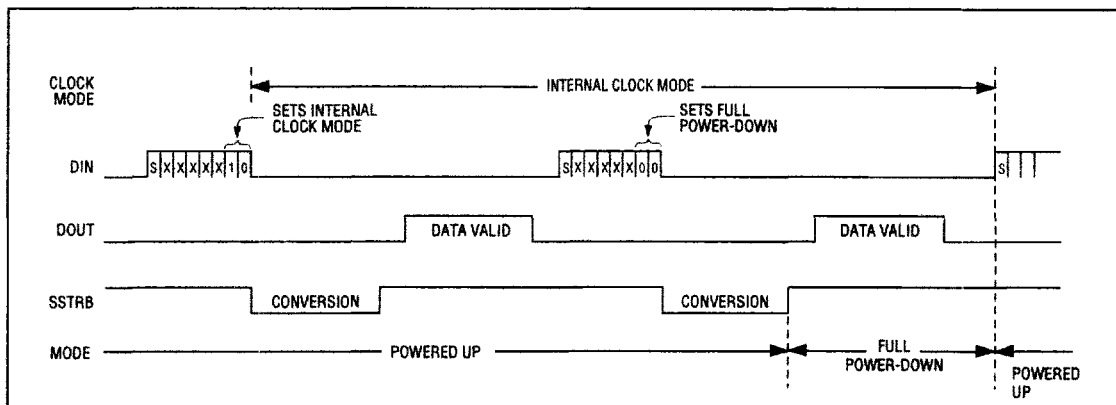 CLOCK
MODE
INTERNAL CLOCK MODE
SETS INTERNAL
CLOCK MODE
SETS FULL
POWER-DOWN
DIN
S X X X X X 1 0
S X X X X X 0 0
S
DOUT
DATA VALID
DATA VALID
SSTRB
CONVERSION
CONVERSION
MODE
POWERED UP
FULL
POWER-DOWN
POWERED
UP